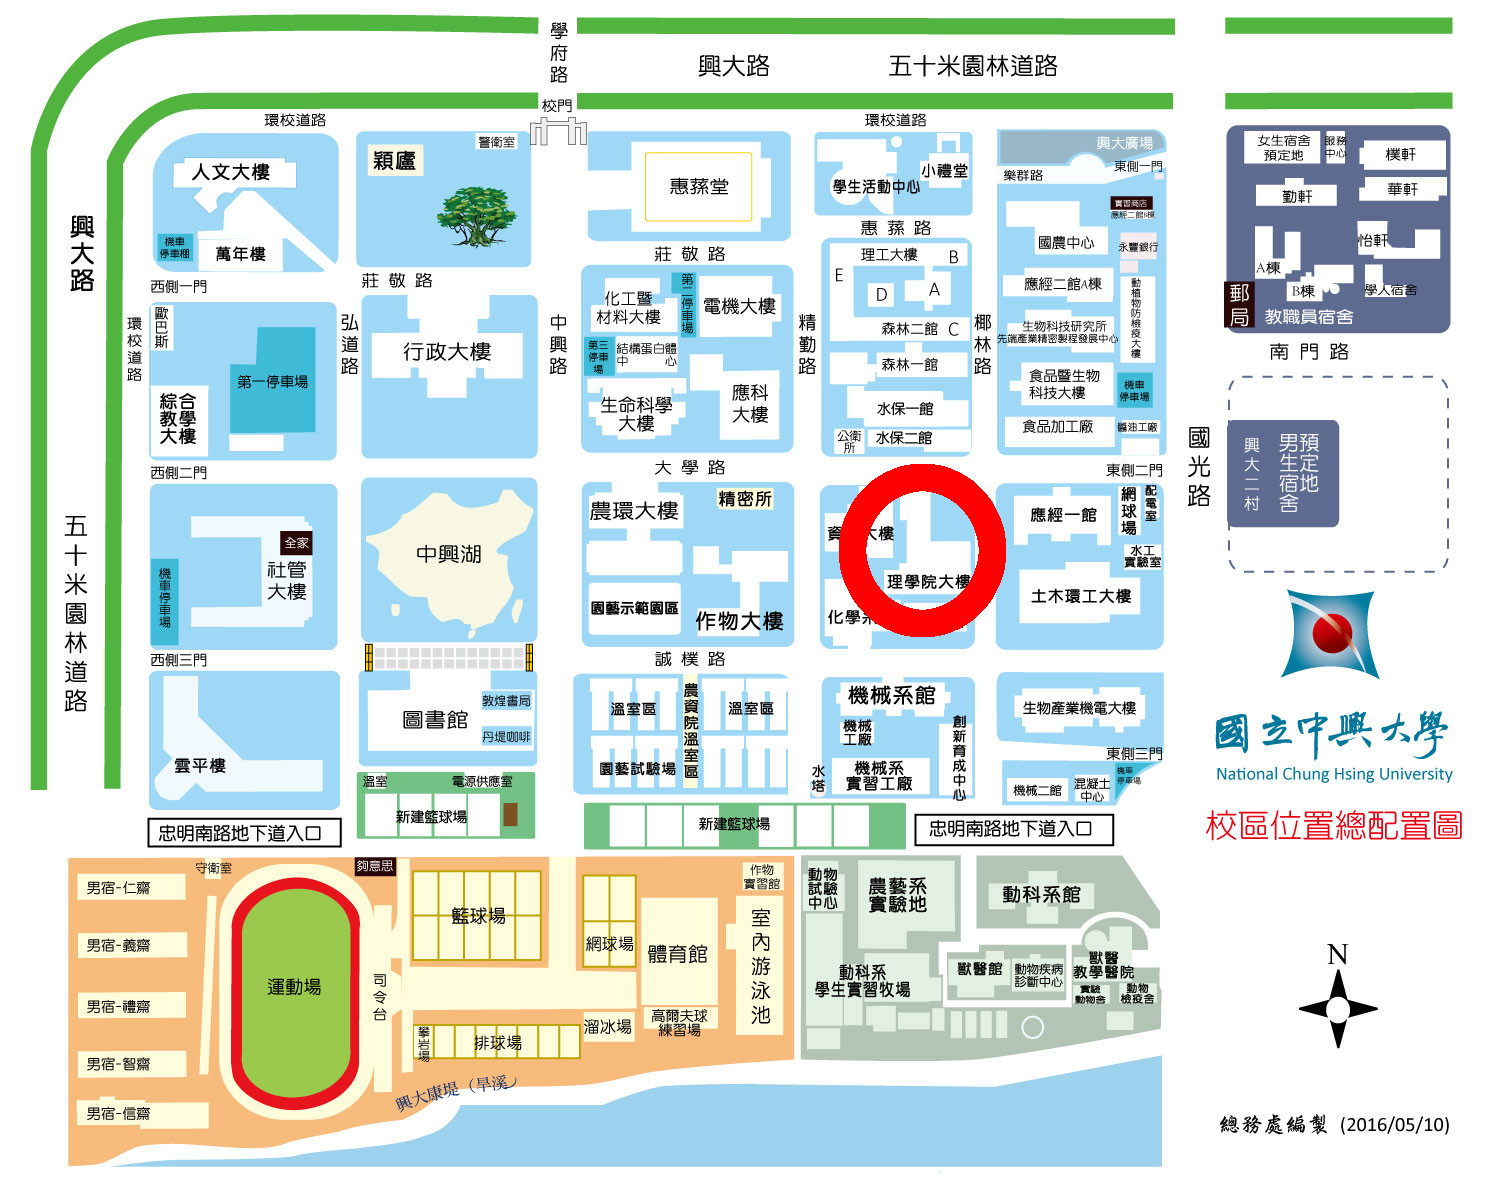 學府路
興大路
五十米園林道路
環校道路
校門
環校道路
人文大樓
機車
停車棚
萬年樓
穎廬
警衛室
惠蓀堂
學生活動中心
小禮堂
興大廣場
樂群路
東側一門
實習商店
應經二館B棟
國農中心
永豐銀行
女生宿舍
預定地
服務
中心
樸軒
勤軒
華軒
怡軒
A棟
B棟
學人宿舍
郵局
教職員宿舍
南門路
興大路
西側一門
莊敬路
莊敬路
惠蓀路
環校道路
歐巴斯
第一停車場
綜合
教學
大樓
弘道路
行政大樓
中興路
化工暨
材料大樓
第二停車場
電機大樓
第三
停車
場
結構蛋白體
中心
生命科學
大樓
應科
大樓
精勤路
理工大樓
A
B
C
D
E
森林二館
森林一館
水保一館
公衛
所
水保二館
椰林路
應經二館A棟
生物科技研究所
先端產業精密製程發展中心
動植物防檢疫大樓
食品暨生物
科技大樓
機車
停車場
食品加工廠
醬油工廠
西側二門
大學路
東側二門
國光路
興大二村
男生宿舍
預定地
五十米園林道路
全家
社管
大樓
機車停車場
中興湖
農環大樓
精密所
園藝示範園區
作物大樓
資
大樓
理學院大樓
化學系
應經一館
網球場
配電室
水工
實驗室
土木環工大樓
西側三門
誠樸路
雲平樓
圖書館
敦煌書局
丹堤咖啡
溫室區
農資院溫室區
溫室區
園藝試驗場
機械系館
機械
工廠
創新育成中心
水塔
機械系
實習工廠
生物產業機電大樓
東側三門
機車
停車場
機械二館
混凝土
中心
溫室
電源供應室
新建籃球場
新建籃球場
忠明南路地下道入口
忠明南路地下道入口
國立中興大學
National Chung Hsing University
校區位置總配置圖
守衛室
夠意思
男宿-仁齋
男宿-義齋
男宿-禮齋
男宿-智齋
男宿-信齋
運動場
司令台
籃球場
網球場
體育館
作物
實習館
室內游泳池
攀岩場
排球場
溜冰場
高爾夫球
練習場
興大康堤（旱溪）
動物
試驗
中心
農藝系
實驗地
動科系館
動科系
學生實習牧場
獸醫館
動物疾病
診斷中心
獸醫
教學醫院
實驗
動物舍
動物
檢疫舍
N
總務處編製 (2016/05/10)